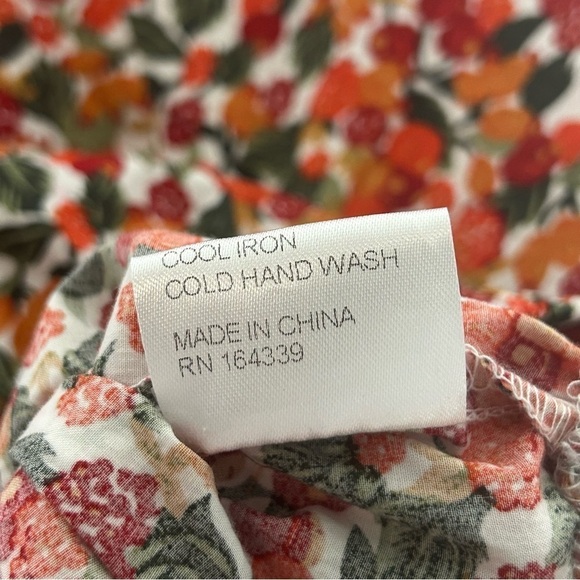 COOL IRON
COLD HAND WASH
MADE IN CHINA
RN 164339